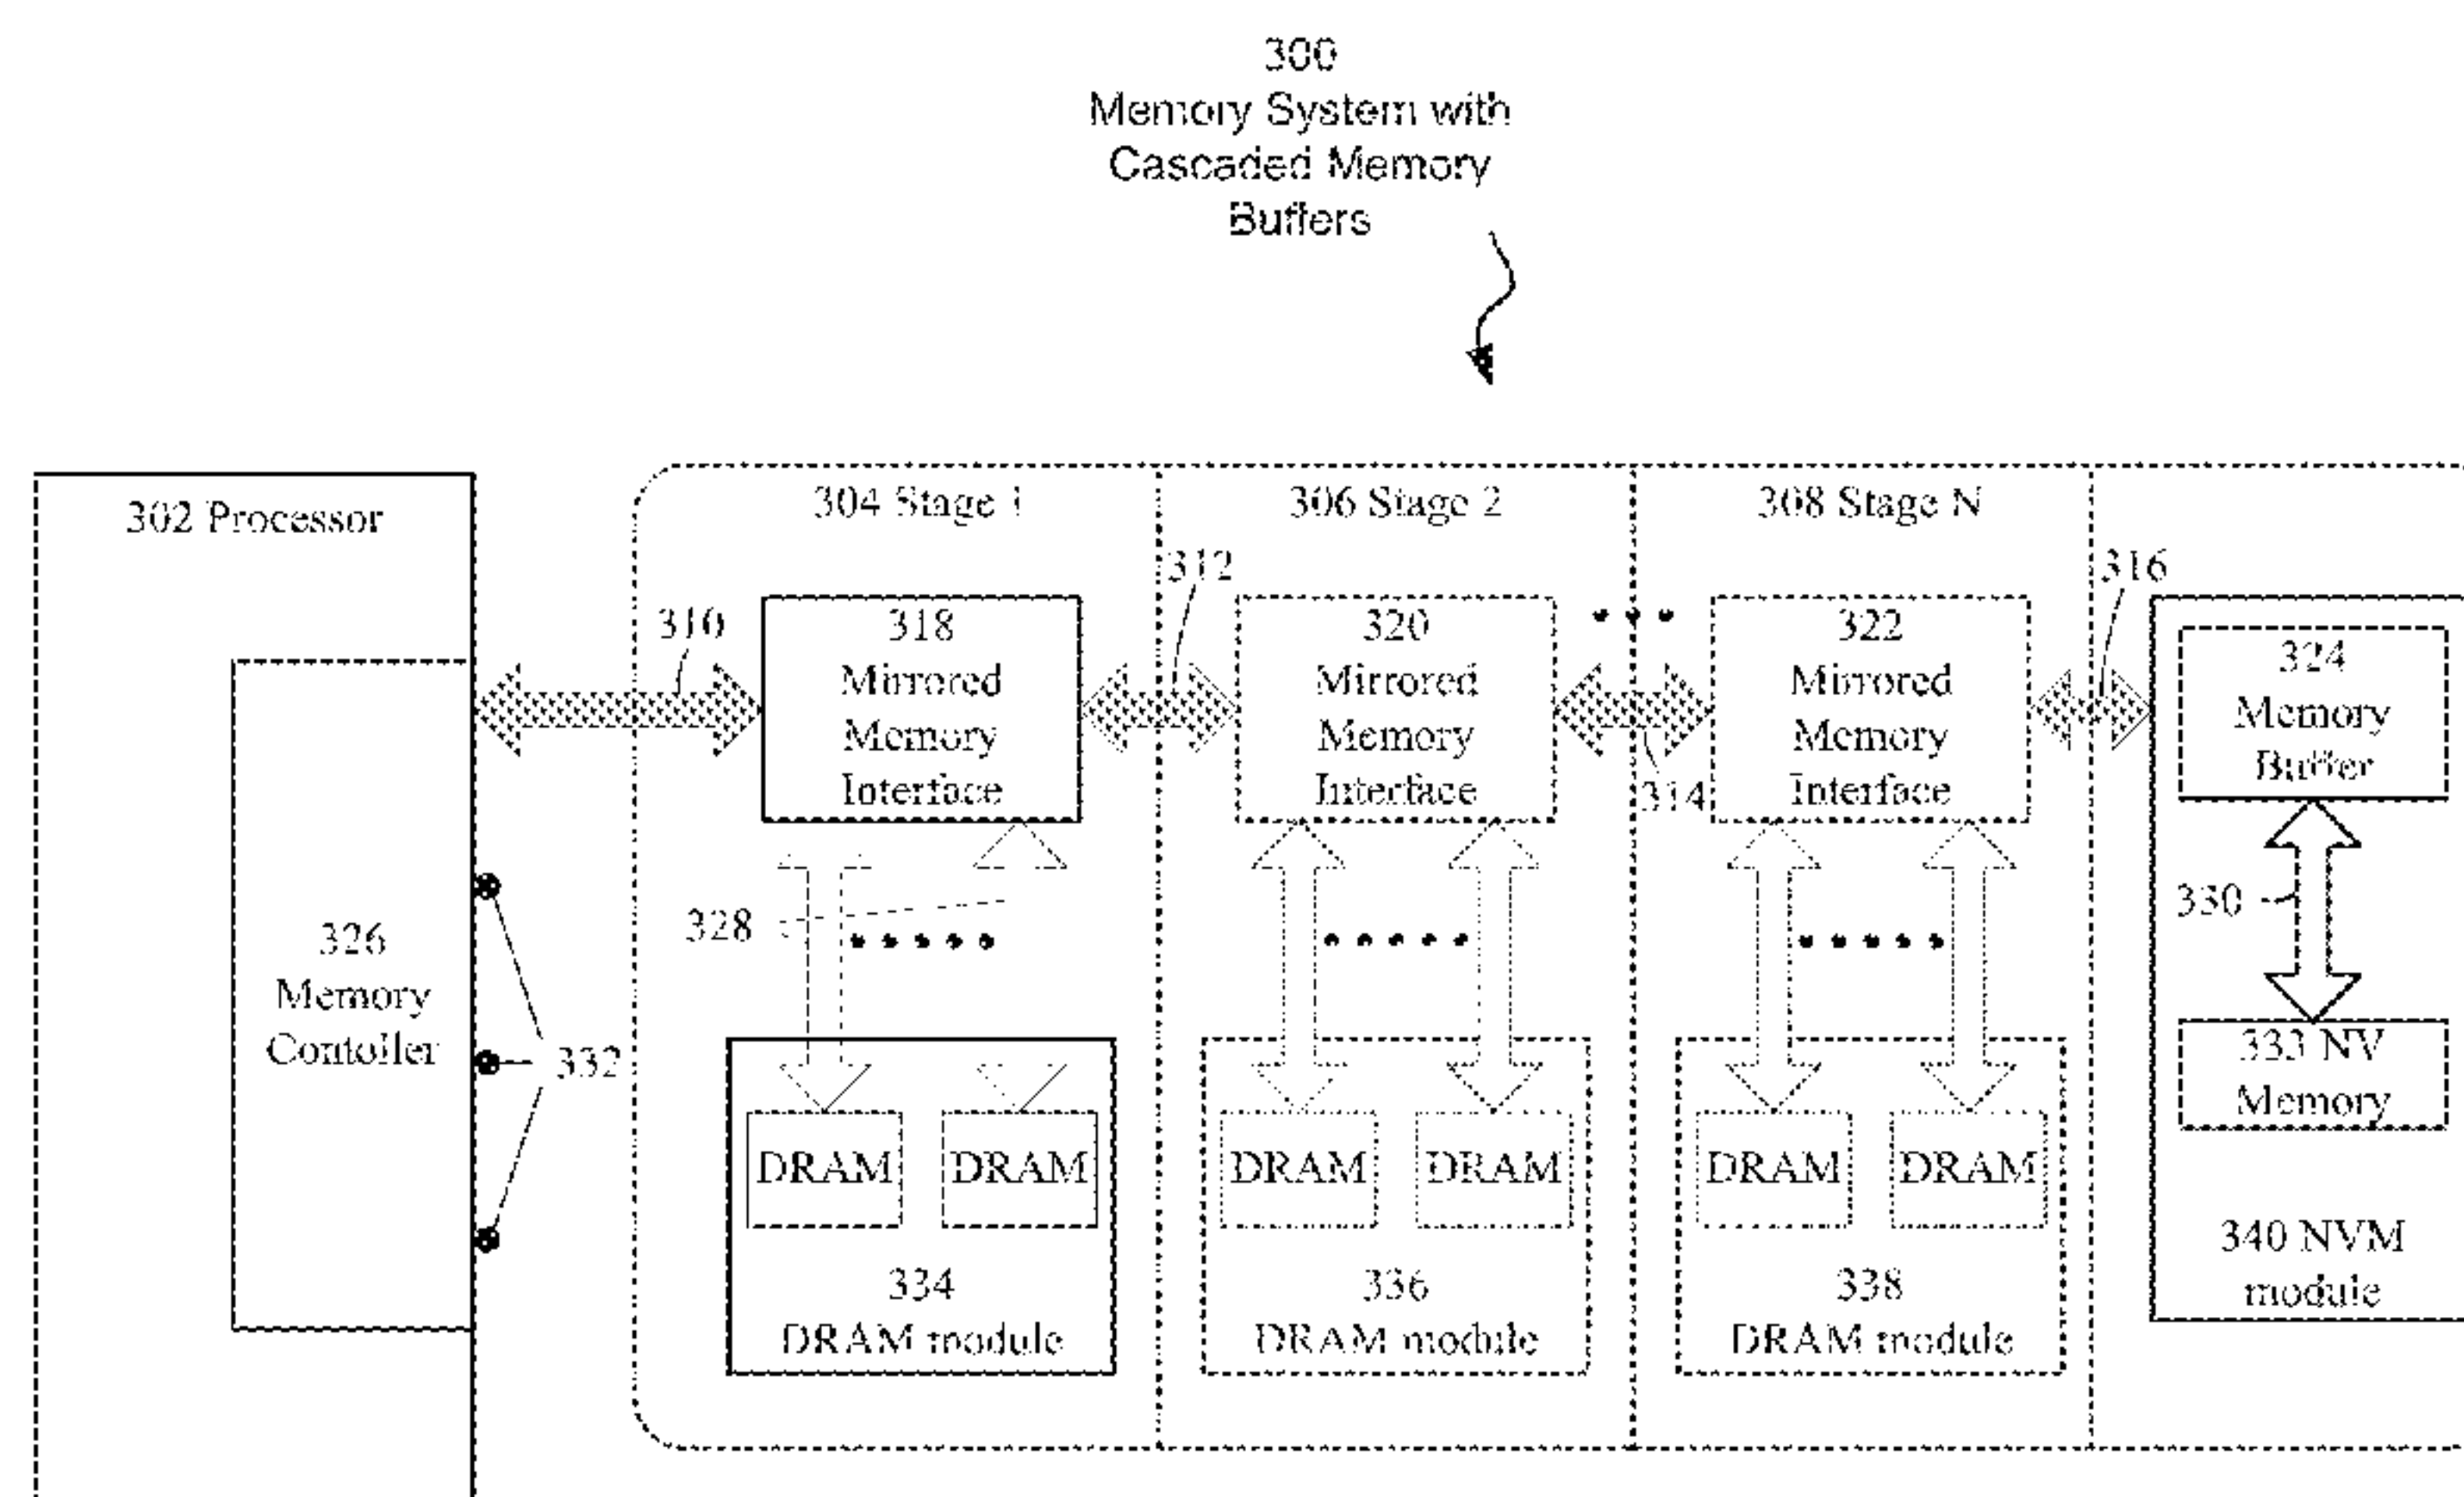 300
Memory System with
Cascaded Memory
Buffers
302 Processor
304 Stage 1
306 Stage 2
308 Stage N
310
312
314
316
318
Mirrored
Memory
Interface
320
Mirrored
Memory
Interface
322
Mirrored
Memory
Interface
324
Memory
Buffer
326
Memory
Contoller
328
330
332
333 NV
Memory
DRAM
DRAM
DRAM
DRAM
DRAM
DRAM
334
DRAM module
336
DRAM module
338
DRAM module
340 NVM
module